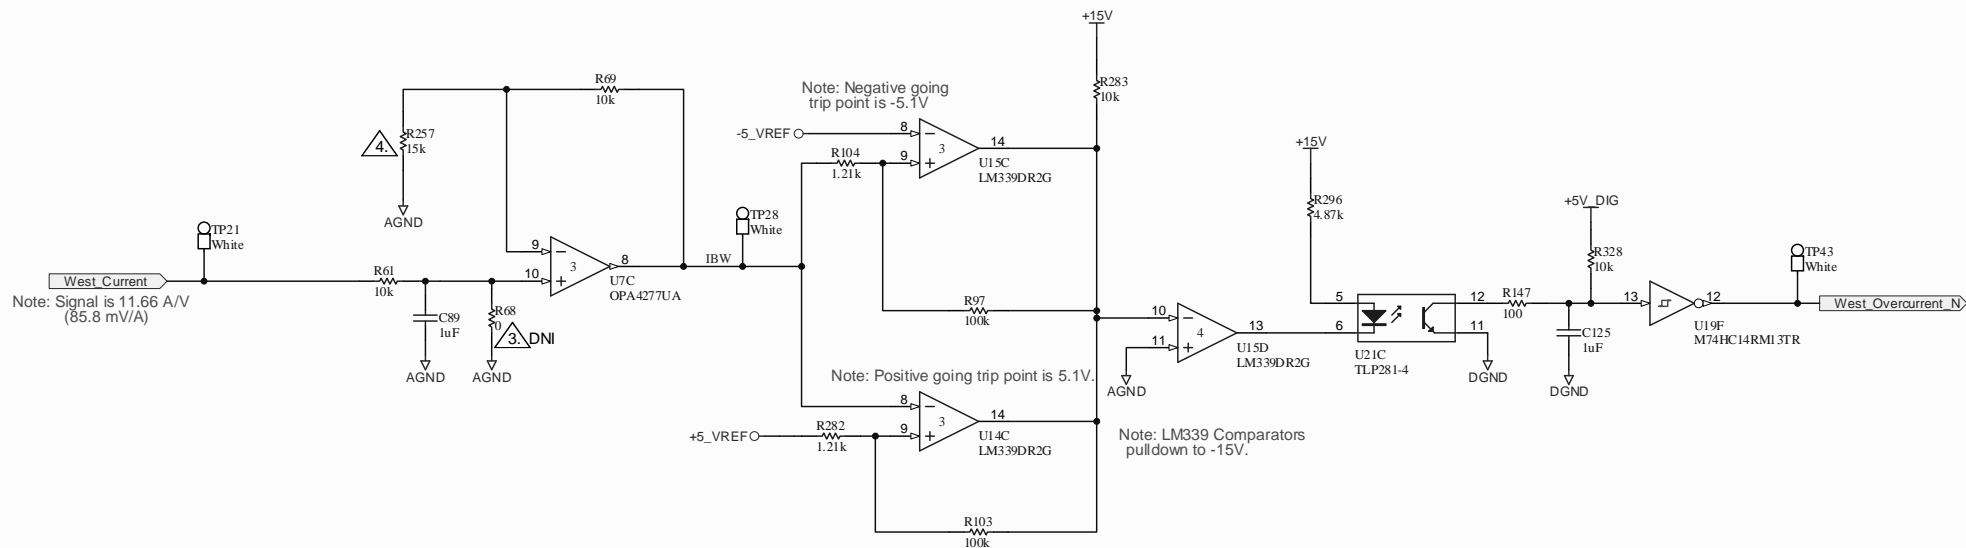 +15V
R283
10k
R69
10k
Note: Negative going
trip point is -5.1V
-5_VREF
8
9
3
14
U15C
LM339DR2G
R104
1.21k
4.
R257
15k
AGND
+15V
R296
4.87k
+5V_DIG
R328
10k
TP21
White
TP28
White
TP43
White
West_Current
Note: Signal is 11.66 A/V
(85.8 mV/A)
R61
10k
C89
1uF
AGND
R68
0
3.
DNI
AGND
9
10
3
8
U7C
OPA4277UA
IBW
R97
100k
10
11
4
13
U15D
LM339DR2G
AGND
5
6
12
11
U21C
TLP281-4
DGND
R147
100
C125
1uF
DGND
13
12
U19F
M74HC14RM13TR
West_Overcurrent_N
Note: Positive going trip point is 5.1V.
8
9
3
14
U14C
LM339DR2G
+5_VREF
R282
1.21k
Note: LM339 Comparators
pulldown to -15V.
R103
100k